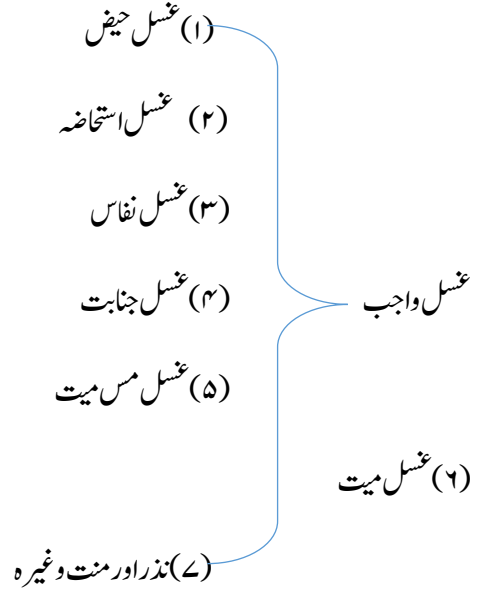 (۱) غسل حیض
(۲) غسل استحاضہ
(۳) غسل نفاس
غسل واجب
(۴) غسل جنابت
(۵) غسل مس میت
(۶) غسل میت
(۷) نذر اور منت وغیرہ